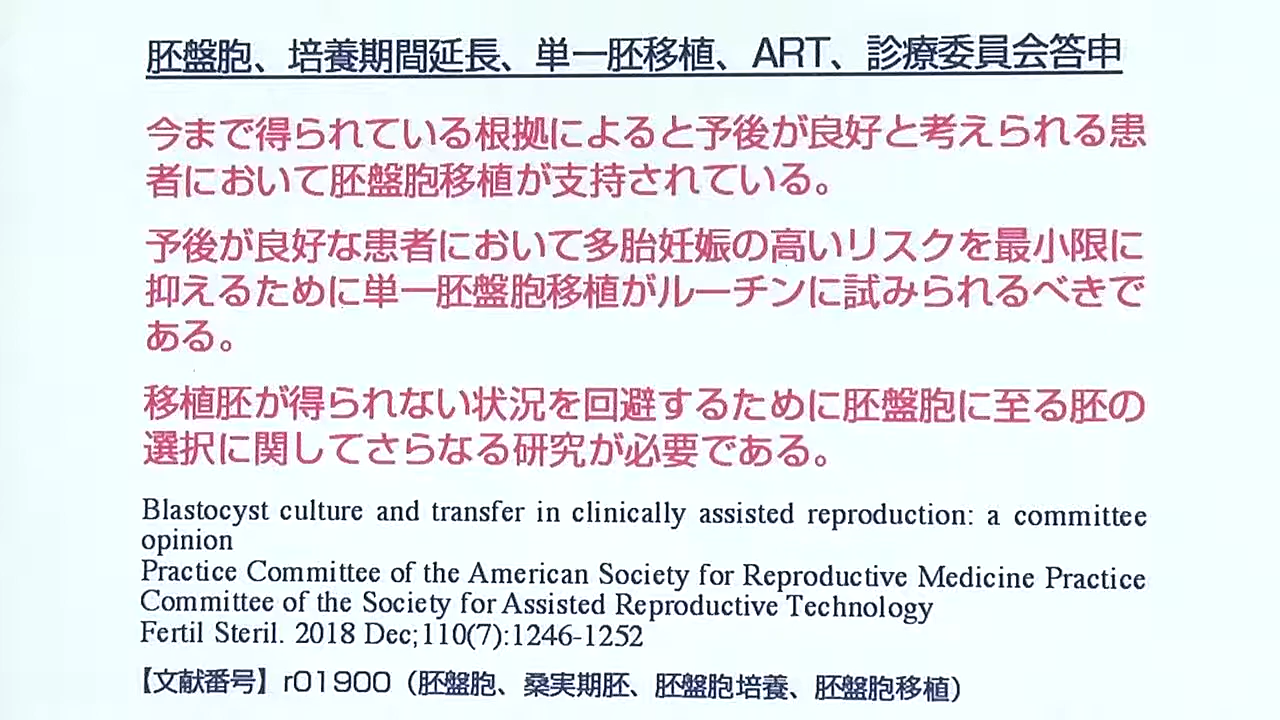 胚盤胞、培養期間延長、単一胚移植、ART、診療委員会答申
今まで得られている根拠によると予後が良好と考えられる患
者において胚盤胞移植が支持されている。
予後が良好な患者において多胎妊娠の高いリスクを最小限に
抑えるために単一胚盤胞移植がルーチンに試みられるべきで
ある。
移植胚が得られない状況を回避するために胚盤胞に至る胚の
選択に関してさらなる研究が必要である。
Blastocyst culture and transfer in clinically assisted reproduction: a committee
opinion
Practice Committee of the American Society for Reproductive Medicine Practice
Committee of the Society for Assisted Reproductive Technology
Fertil Steril. 2018 Dec;110(7):1246-1252
【文献番号】r01900（胚盤胞、桑実期胚、胚盤胞培養、胚盤胞移植）